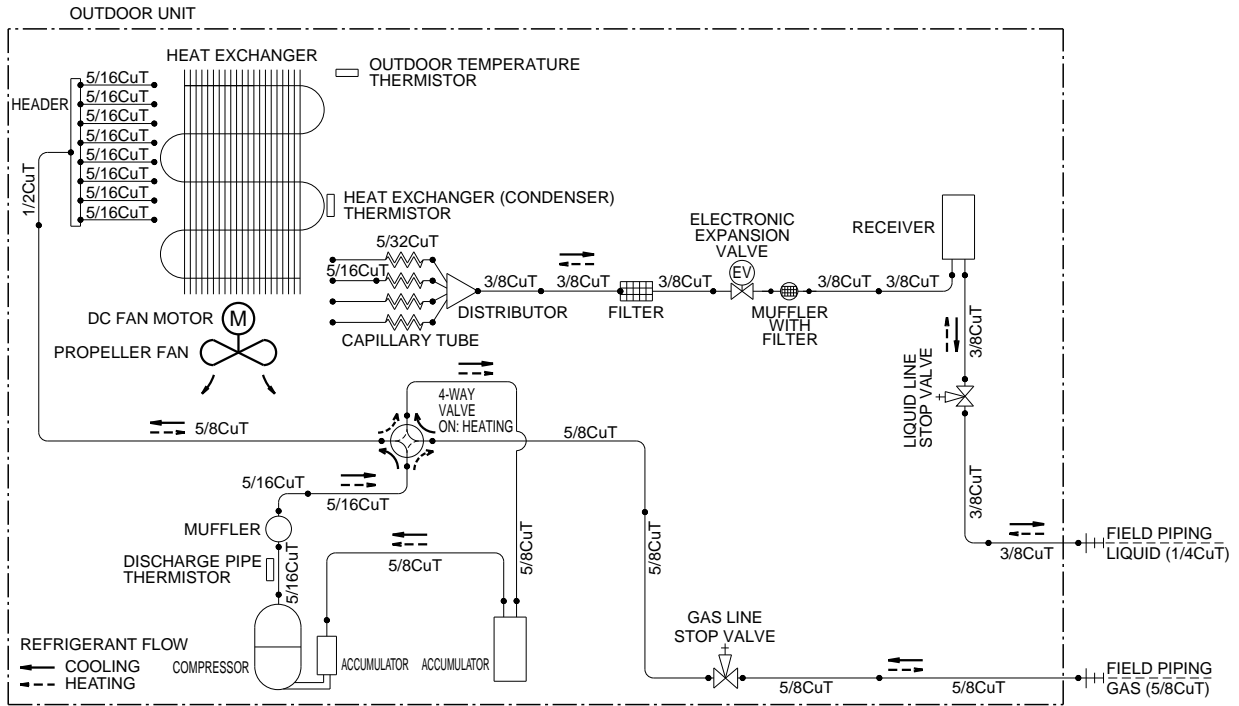 OUTDOOR UNIT
HEAT EXCHANGER
OUTDOOR TEMPERATURE
THERMISTOR
HEADER
5/16CuT
5/16CuT
5/16CuT
5/16CuT
5/16CuT
5/16CuT
5/16CuT
5/16CuT
1/2CuT
HEAT EXCHANGER (CONDENSER)
THERMISTOR
5/32CuT
5/16CuT
CAPILLARY TUBE
3/8CuT
DISTRIBUTOR
3/8CuT
FILTER
3/8CuT
ELECTRONIC
EXPANSION
VALVE
EV
MUFFLER
WITH
FILTER
3/8CuT
3/8CuT
RECEIVER
3/8CuT
LIQUID LINE
STOP VALVE
3/8CuT
3/8CuT
FIELD PIPING
LIQUID (1/4CuT)
DC FAN MOTOR
M
PROPELLER FAN
4-WAY
VALVE
ON: HEATING
5/8CuT
5/8CuT
5/16CuT
5/16CuT
MUFFLER
DISCHARGE PIPE
THERMISTOR
5/16CuT
5/8CuT
5/8CuT
5/8CuT
GAS LINE
STOP VALVE
REFRIGERANT FLOW
COOLING
HEATING
COMPRESSOR
ACCUMULATOR
ACCUMULATOR
5/8CuT
5/8CuT
FIELD PIPING
GAS (5/8CuT)